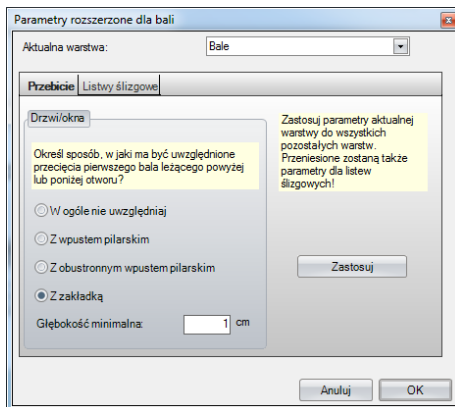 Parametry rozszerzone dla bali
Aktualna warstwa:
Bale
Przebicie
Listwy ślizgowe
Drzwi/okna
Określ sposób, w jaki ma być uwzględnione
przecięcia pierwszego bala leżącego powyżej
lub poniżej otworu?
W ogóle nie uwzględniaj
Z wpustem pilarskim
Z obustronnym wpustem pilarskim
Z zakładką
Głębokość minimalna:
1 cm
Zastosuj parametry aktualnej
warstwy do wszystkich
pozostałych warstw.
Przeniesione zostaną także
parametry dla listew
ślizgowych!
Zastosuj
Anuluj
OK